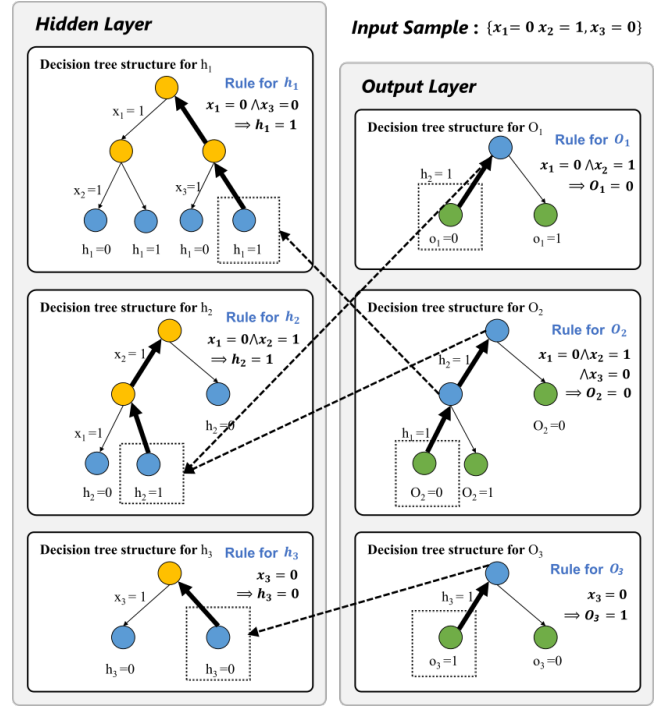 Hidden Layer
Input Sample : {x₁= 0 x₂ = 1, x₃ = 0}
Decision tree structure for h₁
Rule for h₁
x₁ = 0 ∧x₃ = 0
⟹ h₁ = 1
x₁ = 1
x₂=1
x₃=1
h₁=0
h₁=1
h₁=0
h₁=1
Decision tree structure for h₂
Rule for h₂
x₁ = 0∧x₂ = 1
⟹ h₂ = 1
x₂ = 1
h₂=0
x₁=1
h₂=0
h₂=1
Decision tree structure for h₃
Rule for h₃
x₃ = 0
⟹ h₃ = 0
x₃ = 1
h₃=0
h₃=0
Output Layer
Decision tree structure for O₁
Rule for O₁
x₁ = 0 ∧x₂ = 1
⟹ O₁ = 0
h₂ = 1
o₁=0
o₁=1
Decision tree structure for O₂
Rule for O₂
x₁ = 0∧x₂ = 1
∧x₃ = 0
⟹ O₂ = 0
h₂ = 1
O₂=0
h₁=1
O₂=0
O₂=1
Decision tree structure for O₃
Rule for O₃
x₃ = 0
⟹ O₃ = 1
h₃ = 1
o₃=1
o₃=0